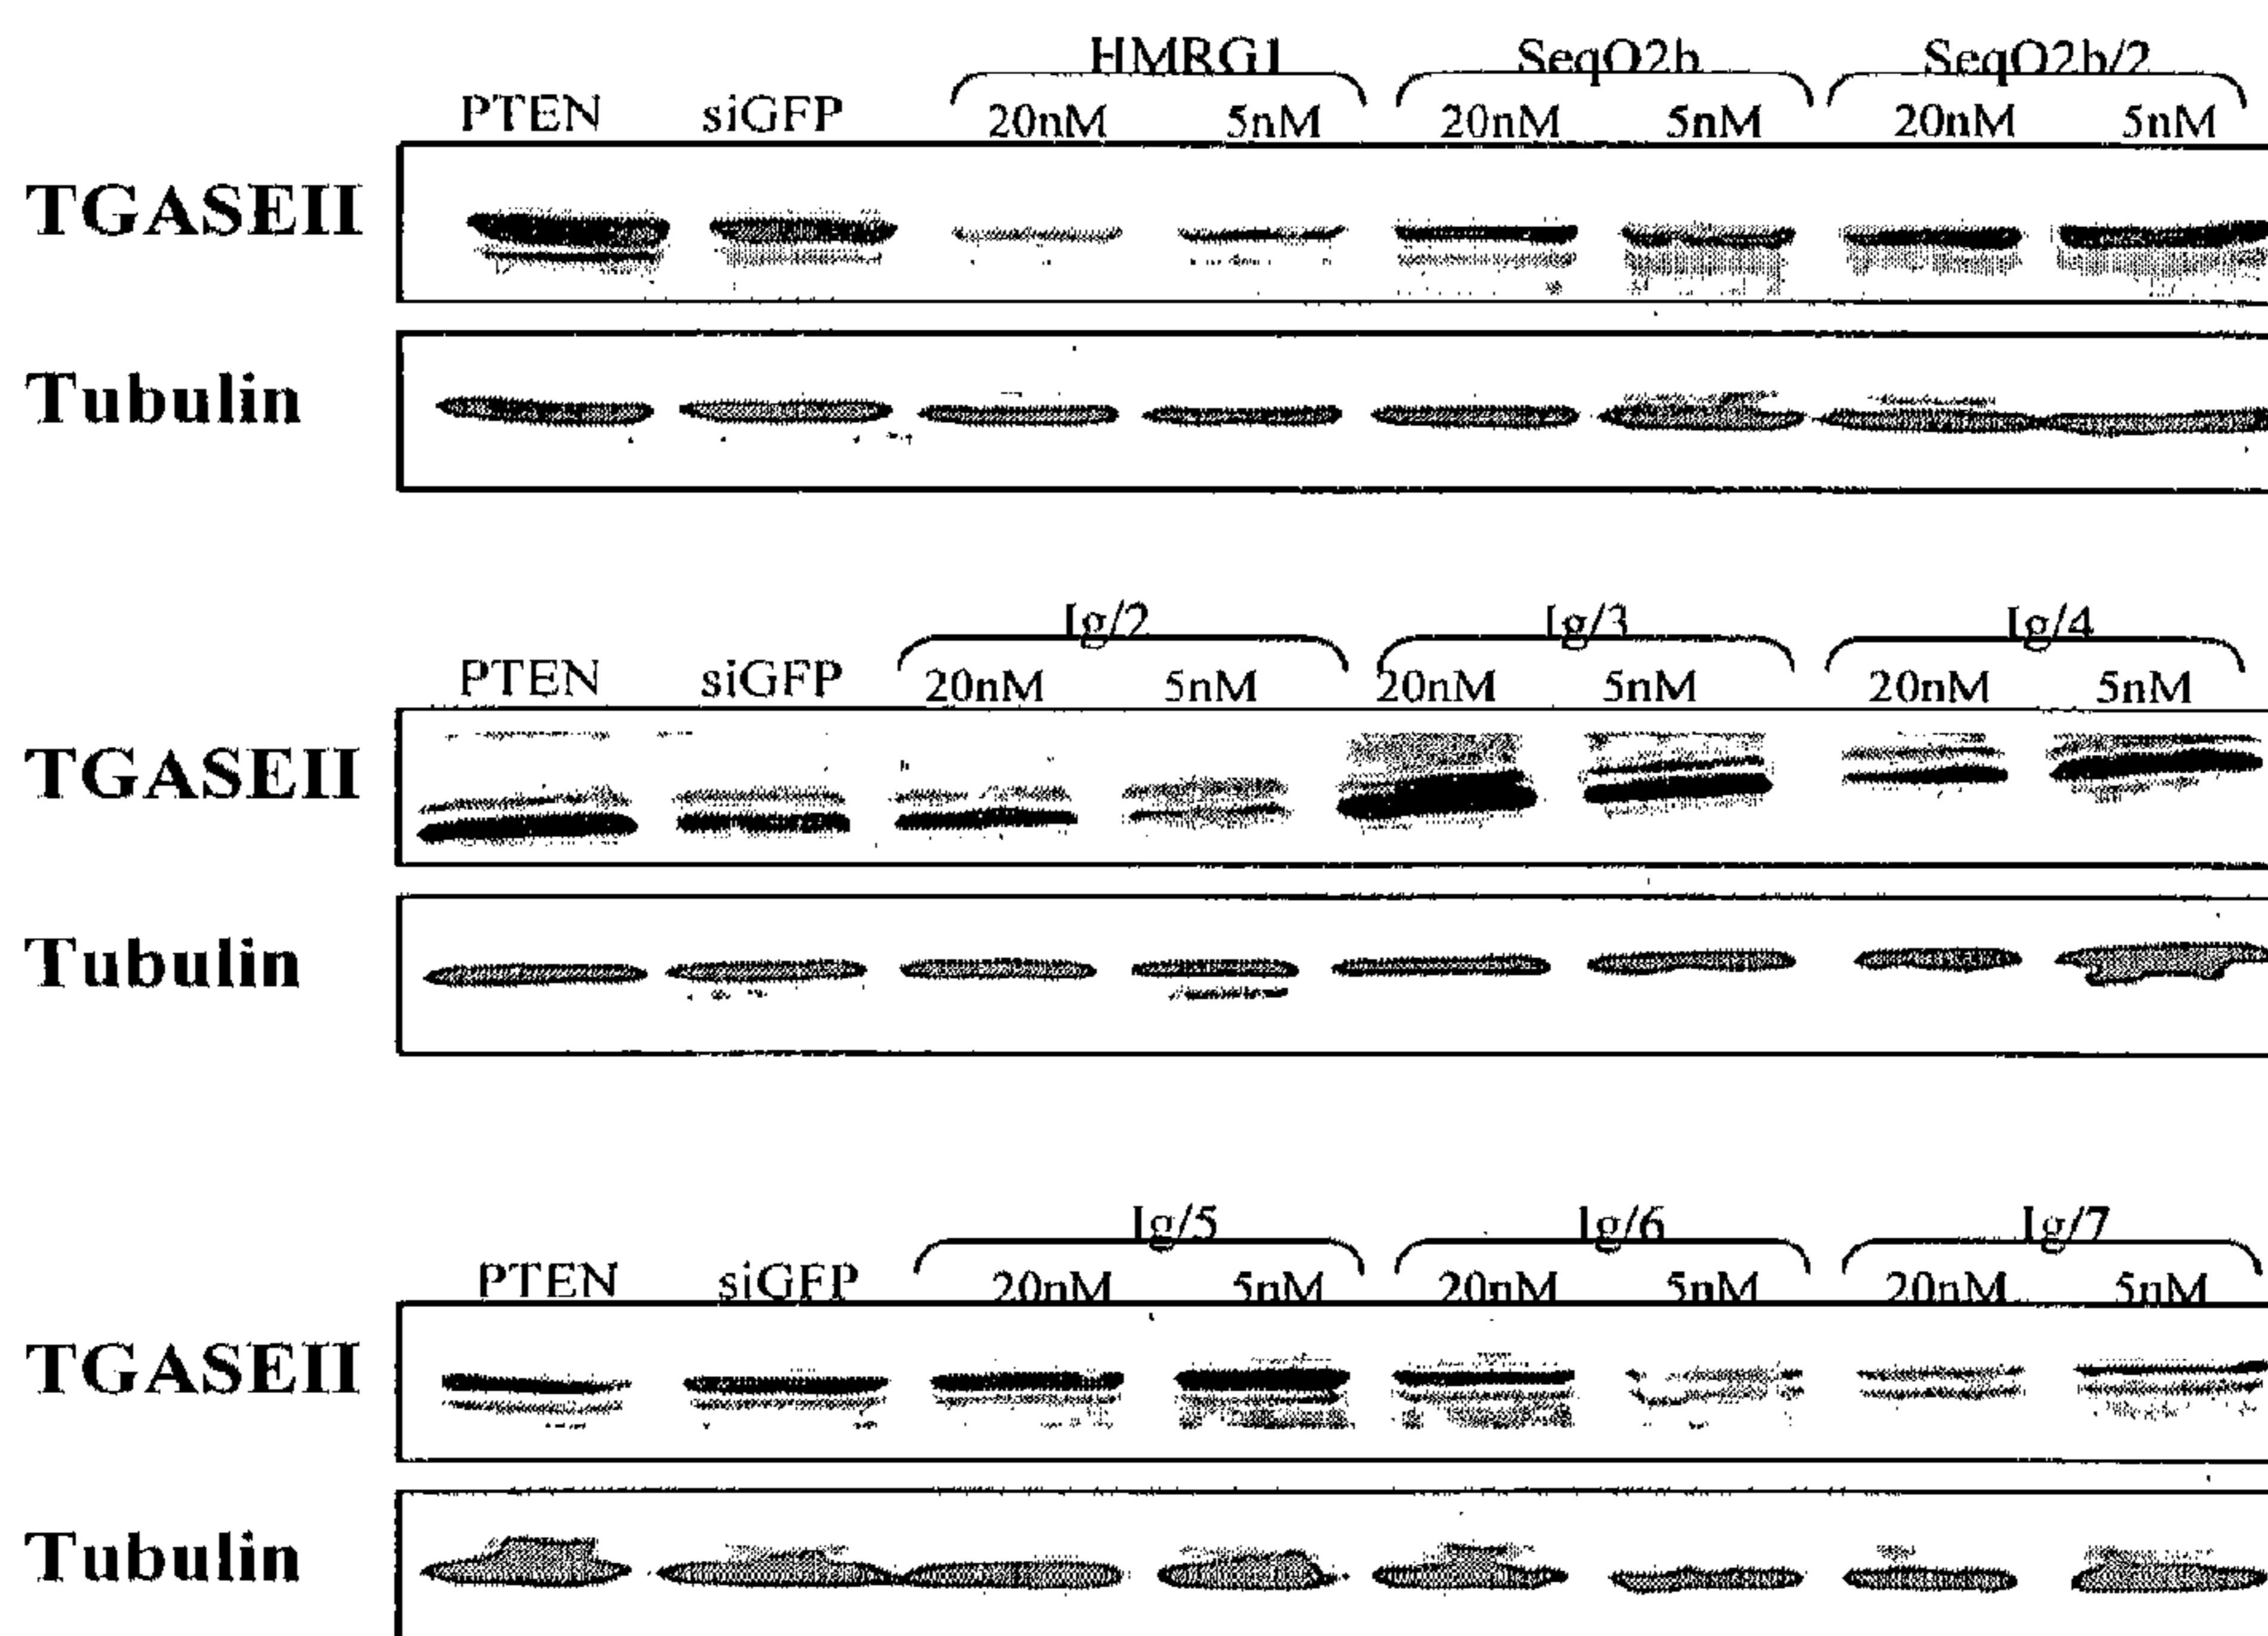 HMRG1 SeqO2b SeqO2b/2
PTEN siGFP 20nM 5nM 20nM 5nM 20nM 5nM
TGASEII
Tubulin
Ig/2 Ig/3 Ig/4
PTEN siGFP 20nM 5nM 20nM 5nM 20nM 5nM
TGASEII
Tubulin
Ig/5 Ig/6 Ig/7
PTEN siGFP 20nM 5nM 20nM 5nM 20nM 5nM
TGASEII
Tubulin